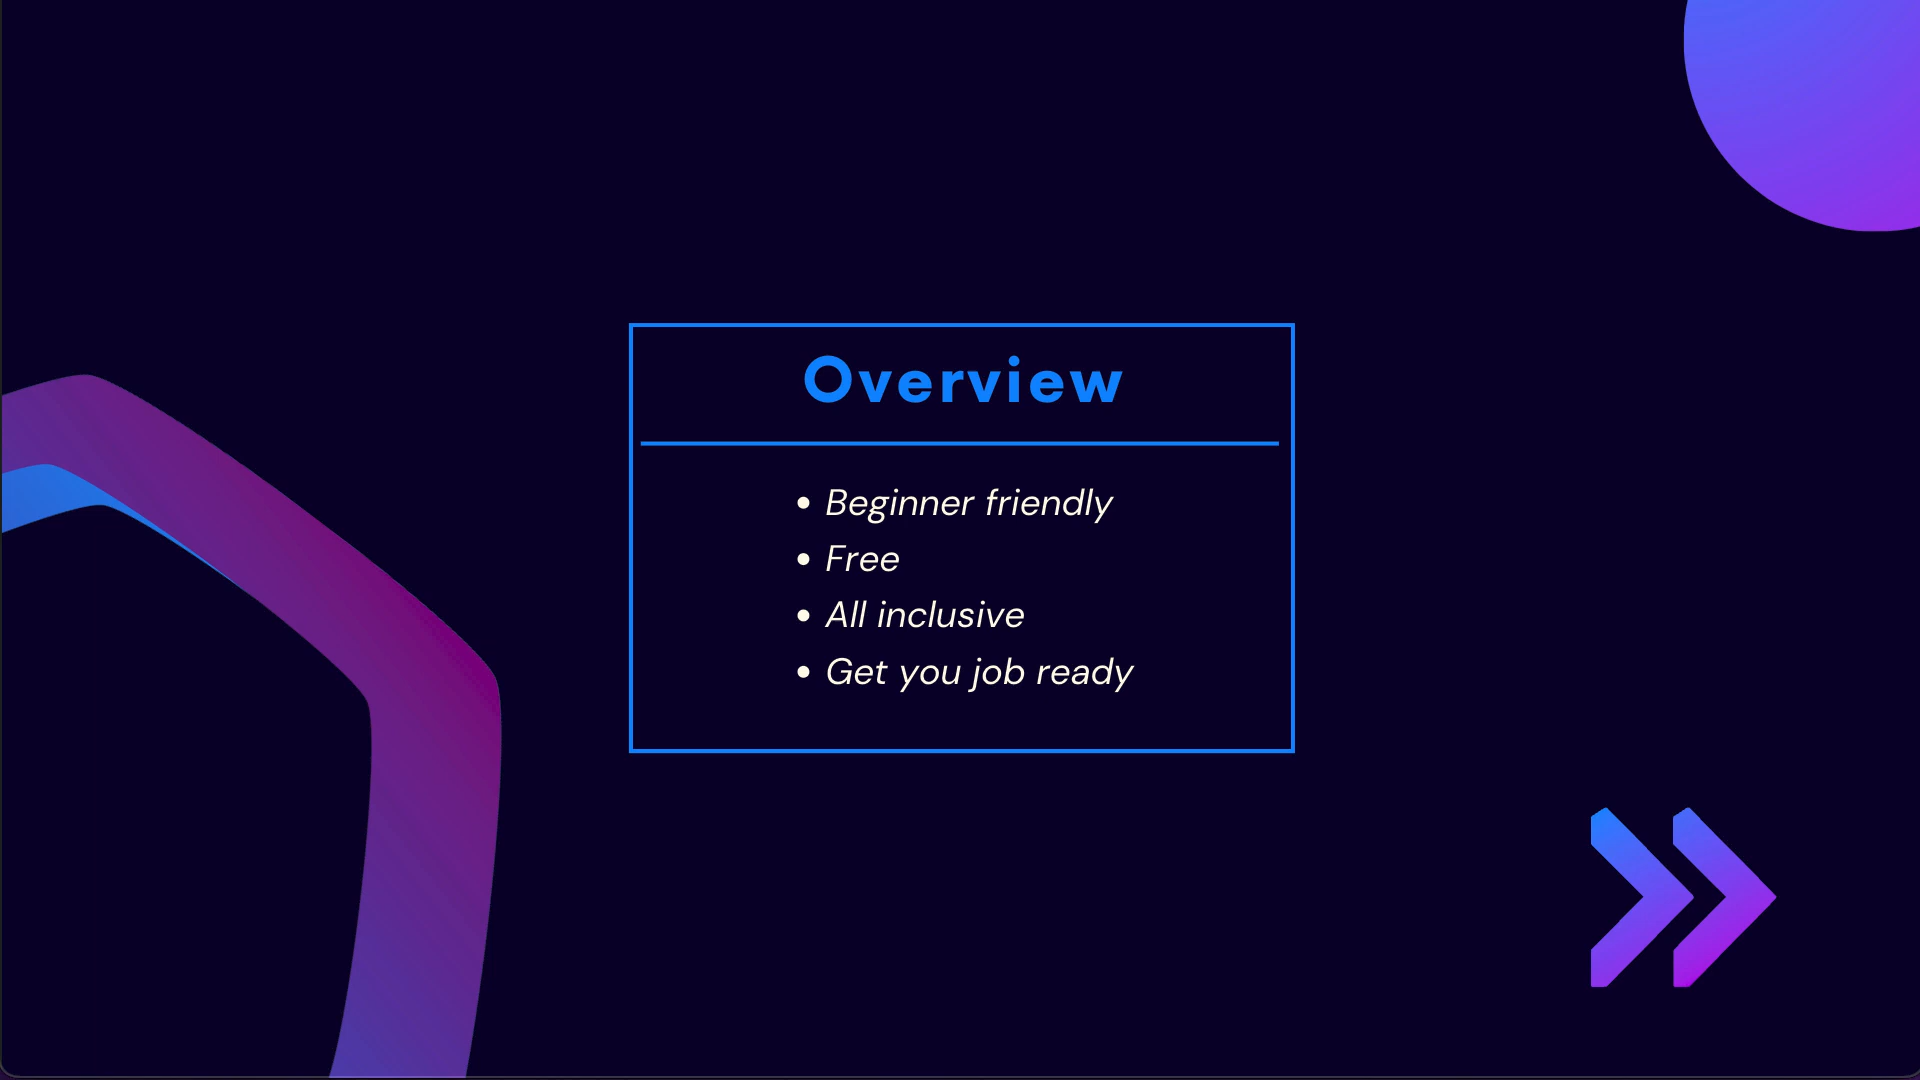 Overview
• Beginner friendly
• Free
• All inclusive
• Get you job ready